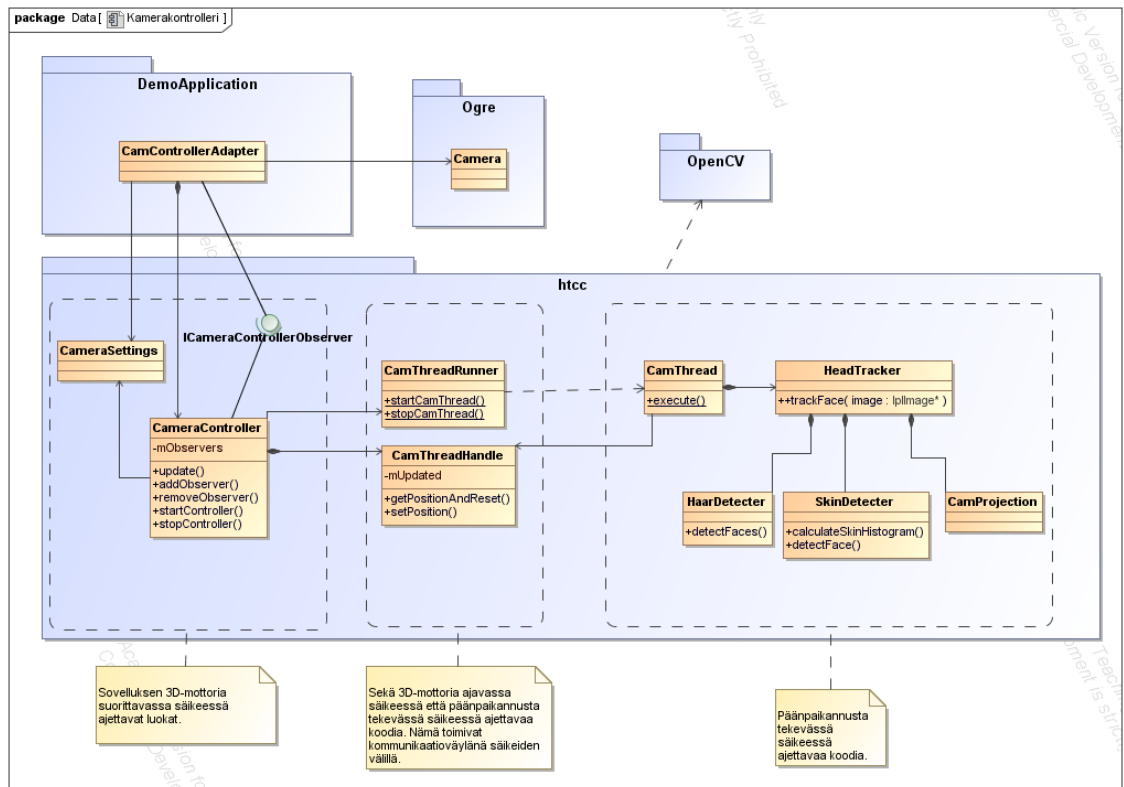 package Data [ Kamerakontrolleri ]
DemoApplication
CamControllerAdapter
Ogre
Camera
OpenCV
htcc
ICameraControllerObserver
CameraSettings
CameraController
-mObservers
+update()
+addObserver()
+removeObserver()
+startController()
+stopController()
CamThreadRunner
+startCamThread()
+stopCamThread()
CamThreadHandle
-mUpdated
+getPositionAndReset()
+setPosition()
CamThread
+execute()
HeadTracker
++trackFace( image : IplImage* )
HaarDetecter
+detectFaces()
SkinDetecter
+calculateSkinHistogram()
+detectFace()
CamProjection
Sovelluksen 3D-mottoria
suorittavassa säikeessä
ajettavat luokat.
Sekä 3D-mottoria ajavassa
säikeessä että päänpaikannusta
tekevässä säikeessä ajettavaa
koodia. Nämä toimivat
kommunikaatioväylänä säikeiden
välillä.
Päänpaikannusta
tekevässä
säikeessä
ajettavaa koodia.